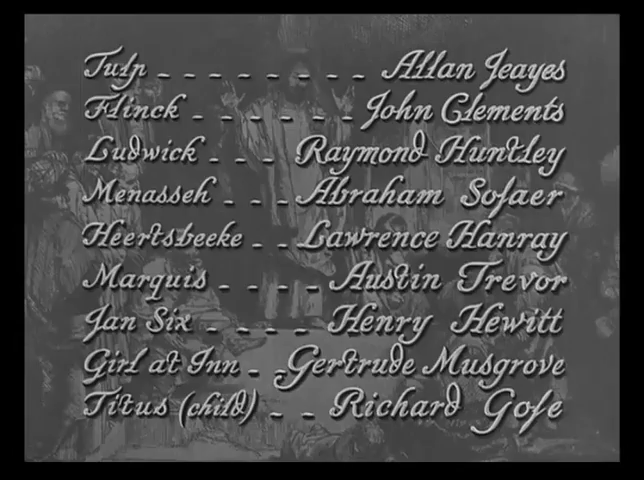 Tulp - - - - - - - - Allan Jeayes
Flinck - - - - - - John Clements
Ludwick - - - Raymond Huntley
Menasseh - - - Abraham Sofaer
Heertsbeeke - - Lawrence Hanray
Marquis - - - - Austin Trevor
Jan Six - - - - Henry Hewitt
Girl at Inn - - Gertrude Musgrove
Titus (child) - - Richard Gofe